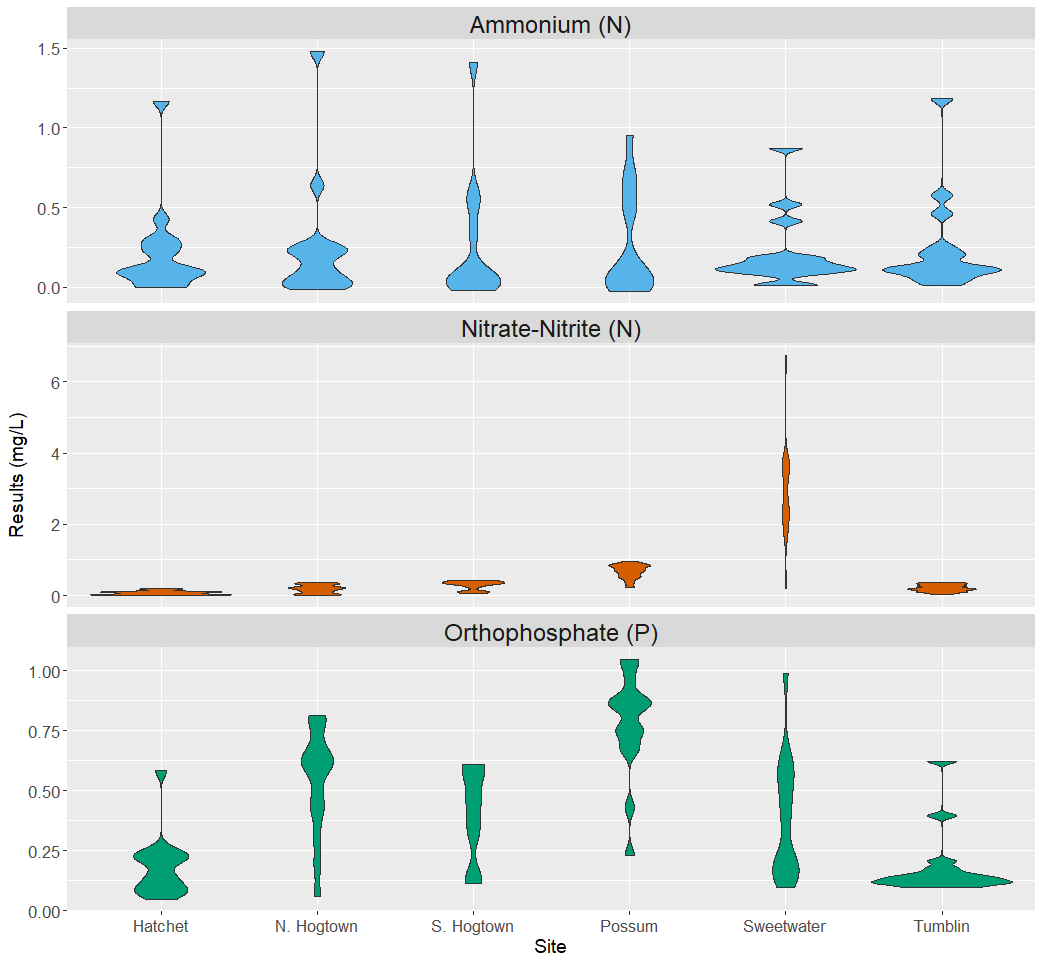 Ammonium (N)
1.5
1.0
0.5
0.0
Nitrate-Nitrite (N)
6
4
2
0
Results (mg/L)
Orthophosphate (P)
1.00
0.75
0.50
0.25
0.00
Hatchet N. Hogtown S. Hogtown Possum Sweetwater Tumblin
Site